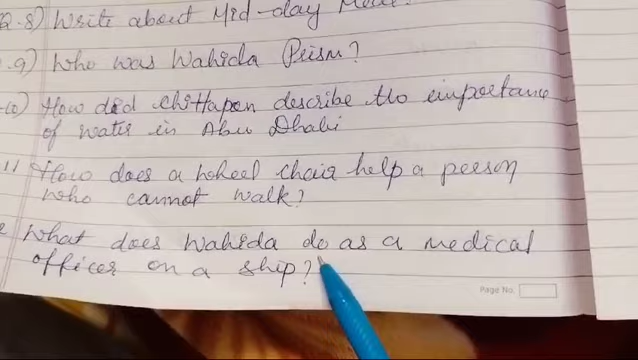 Q.8) Write about Mid-day Meal.
.9) Who was Wahida Prism?
10) How did chittapan describe the importance
of water in Abu Dhabi
11 How does a wheel chair help a person
who cannot walk?
What does Wahida do as a medical
officer on a ship?
Page No.